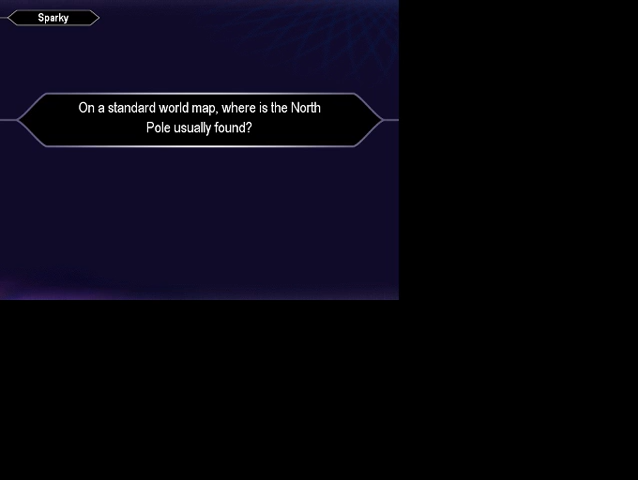 Sparky
On a standard world map, where is the North
Pole usually found?